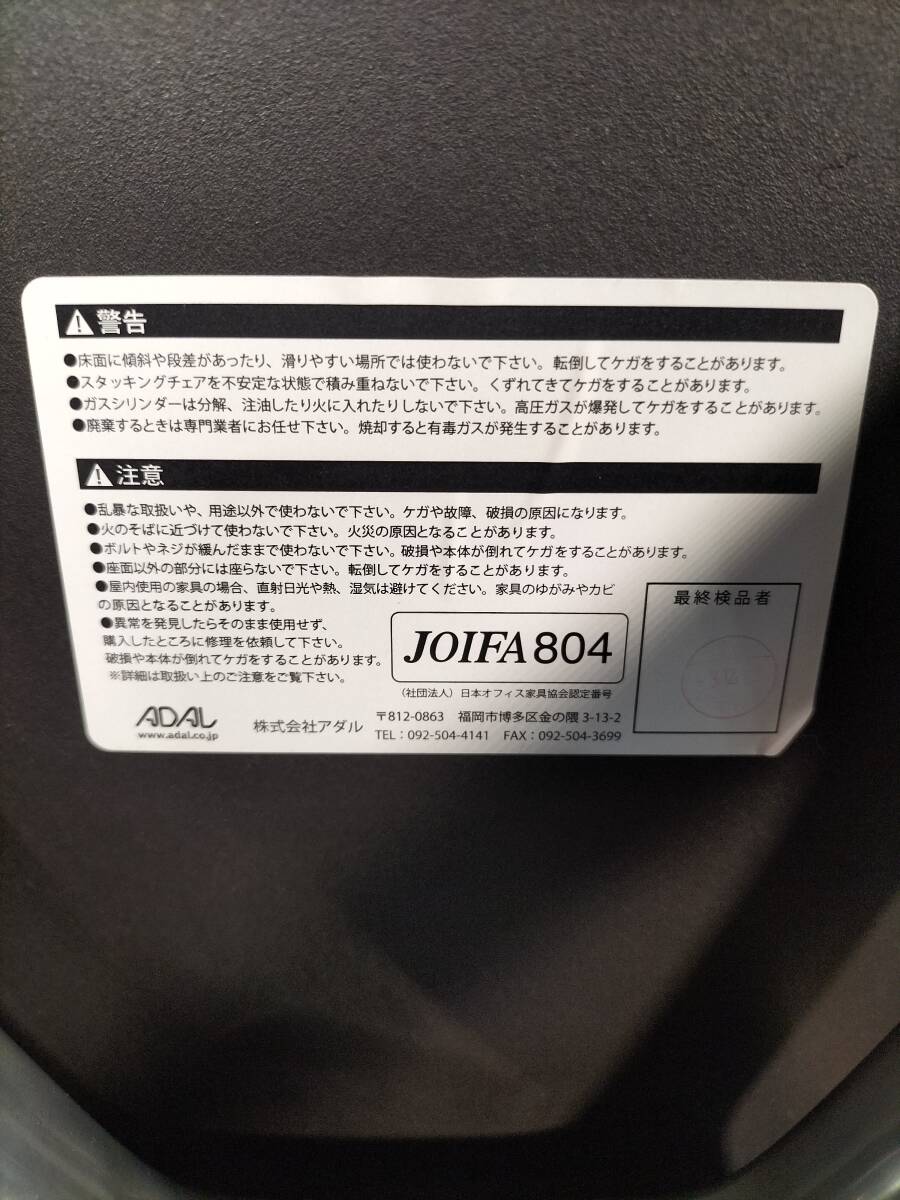 警告
●床面に傾斜や段差があったり、滑りやすい場所では使わないで下さい。転倒してケガをすることがあります。
●スタッキングチェアを不安定な状態で積み重ねないで下さい。くずれてきてケガをすることがあります。
●ガスシリンダーは分解、注油したり火に入れたりしないで下さい。高圧ガスが爆発してケガをすることがあります。
●廃棄するときは専門業者にお任せ下さい。焼却すると有毒ガスが発生することがあります。
注意
●乱暴な取扱いや、用途以外で使わないで下さい。ケガや故障、破損の原因になります。
●火のそばに近づけて使わないで下さい。火災の原因となることがあります。
●ボルトやネジが緩んだままで使わないで下さい。破損や本体が倒れてケガをすることがあります。
●座面以外の部分には座らないで下さい。転倒してケガをすることがあります。
●屋内使用の家具の場合、直射日光や熱、湿気は避けてください。家具のゆがみやカビ
の原因となることがあります。
●異常を発見したらそのまま使用せず、
購入したところに修理を依頼して下さい。
破損や本体が倒れてケガをすることがあります。
※詳細は取扱い上のご注意をご覧下さい。
JOIFA804
(社団法人)日本オフィス家具協会認定番号
最終検品者
ADAL
www.adal.co.jp
株式会社アダル
〒812-0863 福岡市博多区金の隈3-13-2
TEL:092-504-4141 FAX:092-504-3699